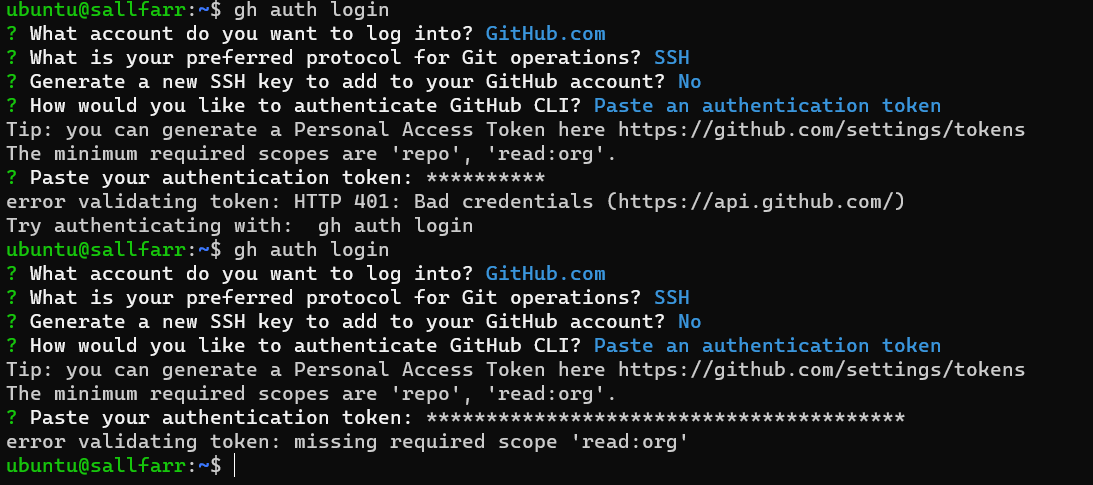 ubuntu@sallfarr:~$ gh auth login
? What account do you want to log into? GitHub.com
? What is your preferred protocol for Git operations? SSH
? Generate a new SSH key to add to your GitHub account? No
? How would you like to authenticate GitHub CLI? Paste an authentication token
Tip: you can generate a Personal Access Token here https://github.com/settings/tokens
The minimum required scopes are 'repo', 'read:org'.
? Paste your authentication token: **********
error validating token: HTTP 401: Bad credentials (https://api.github.com/)
Try authenticating with:  gh auth login
ubuntu@sallfarr:~$ gh auth login
? What account do you want to log into? GitHub.com
? What is your preferred protocol for Git operations? SSH
? Generate a new SSH key to add to your GitHub account? No
? How would you like to authenticate GitHub CLI? Paste an authentication token
Tip: you can generate a Personal Access Token here https://github.com/settings/tokens
The minimum required scopes are 'repo', 'read:org'.
? Paste your authentication token: ****************************************
error validating token: missing required scope 'read:org'
ubuntu@sallfarr:~$